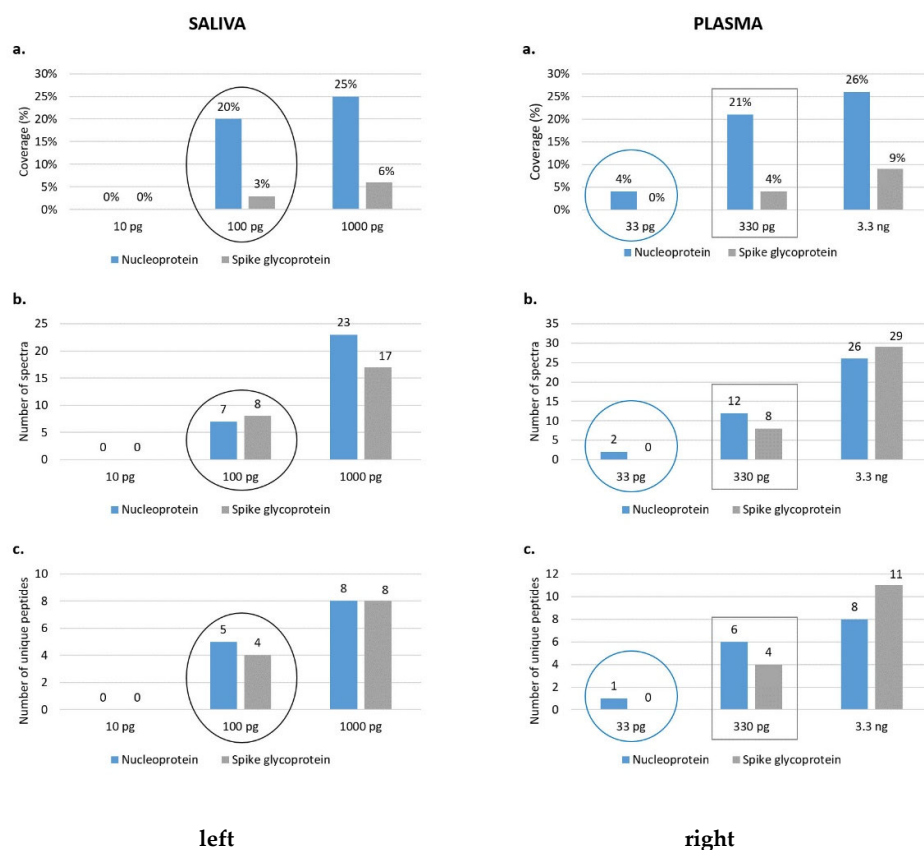 SALIVA
a.
Coverage (%)
30%
25%
20%
15%
10%
5%
0%
0% 0%
20%
3%
25%
6%
10 pg 100 pg 1000 pg
Nucleoprotein Spike glycoprotein
b.
Number of spectra
25
20
15
10
5
0
0 0
7
8
23
17
10 pg 100 pg 1000 pg
Nucleoprotein Spike glycoprotein
c.
Number of unique peptides
10
8
6
4
2
0
0 0
5
4
8 8
10 pg 100 pg 1000 pg
Nucleoprotein Spike glycoprotein
left
PLASMA
a.
Coverage (%)
30%
25%
20%
15%
10%
5%
0%
4%
0%
21%
4%
26%
9%
33 pg 330 pg 3.3 ng
Nucleoprotein Spike glycoprotein
b.
Number of spectra
35
30
25
20
15
10
5
0
2
0
12
8
26
29
33 pg 330 pg 3.3 ng
Nucleoprotein Spike glycoprotein
c.
Number of unique peptides
12
10
8
6
4
2
0
1
0
6
4
8
11
33 pg 330 pg 3.3 ng
Nucleoprotein Spike glycoprotein
right